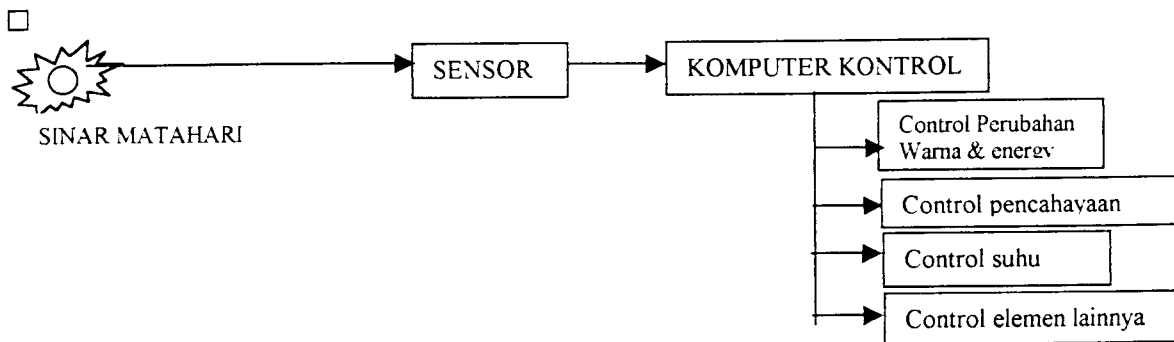 SENSOR
KOMPUTER KONTROL
SINAR MATAHARI
Control Perubahan
Warna & energy
Control pencahayaan
Control suhu
Control elemen lainnya